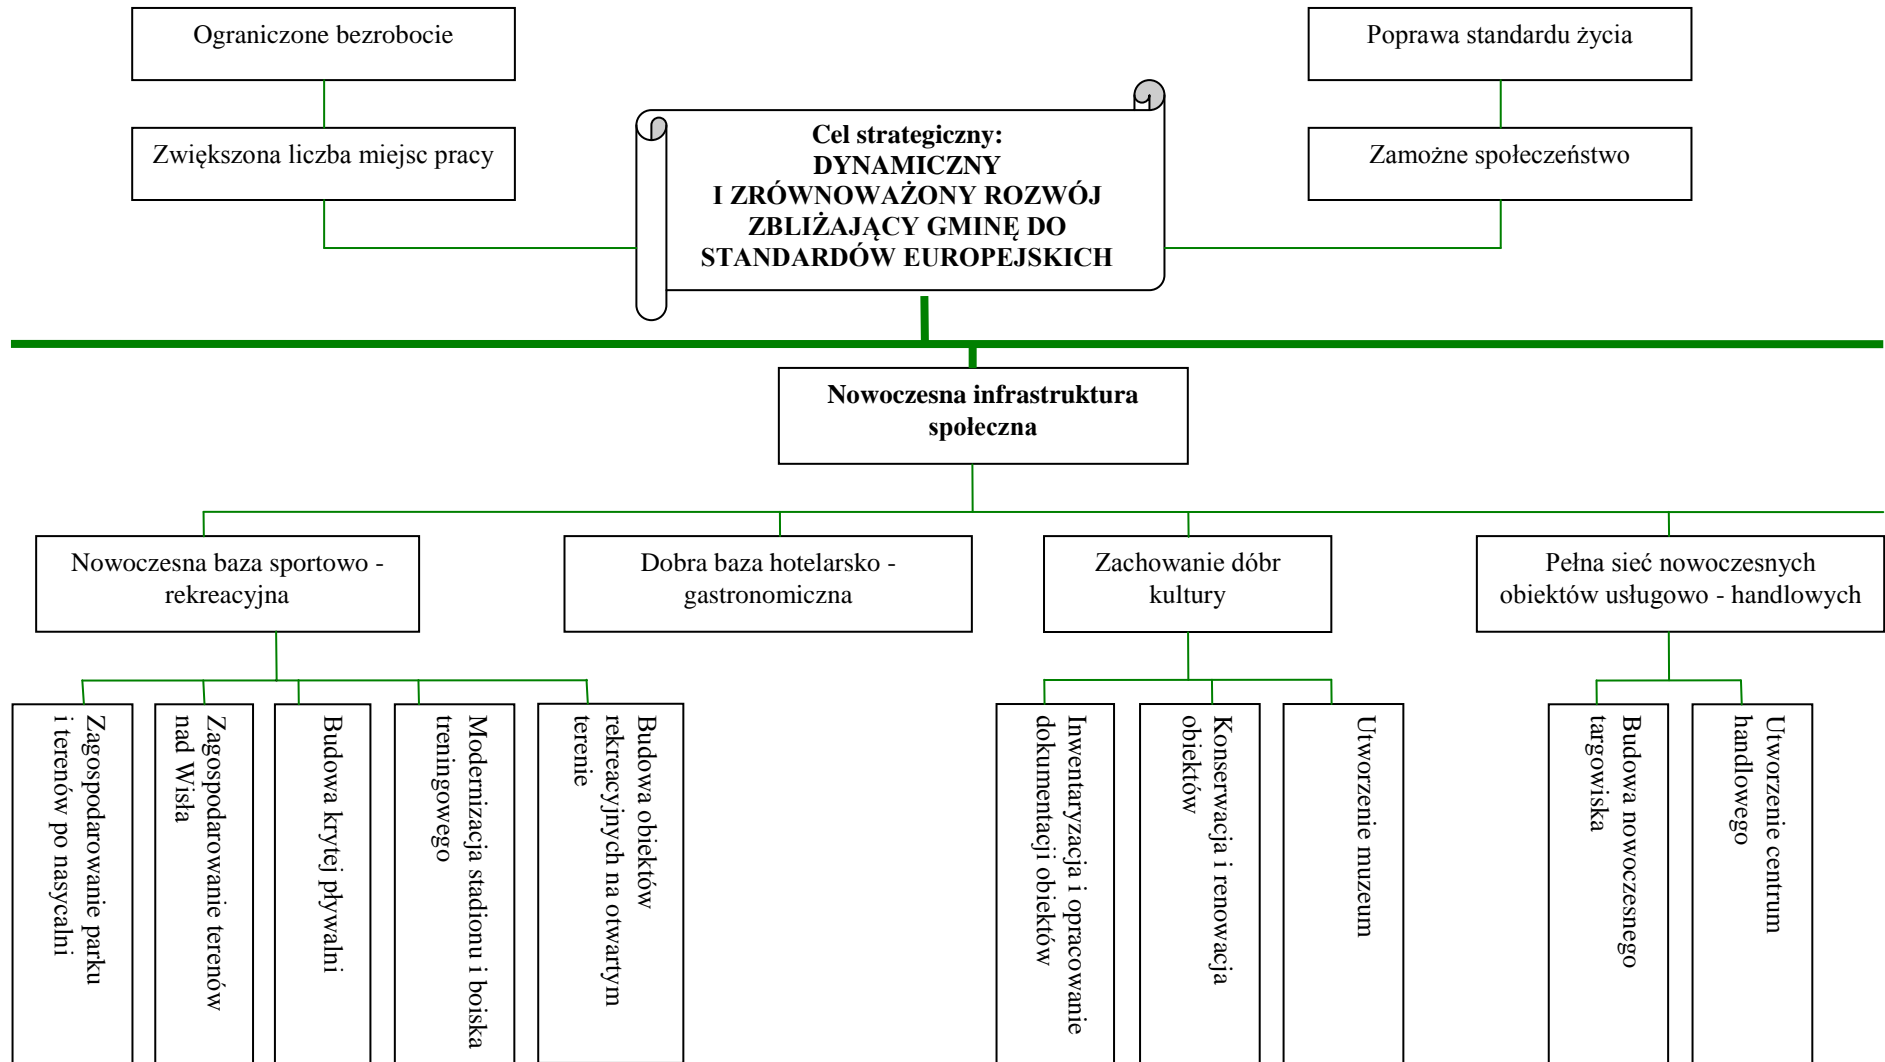 Ograniczone bezrobocie
Poprawa standardu życia
Zwiększona liczba miejsc pracy
Cel strategiczny:
DYNAMICZNY
I ZRÓWNOWAŻONY ROZWÓJ
ZBLIŻAJĄCY GMINĘ DO
STANDARDÓW EUROPEJSKICH
Zamożne społeczeństwo
Nowoczesna infrastruktura
społeczna
Nowoczesna baza sportowo -
rekreacyjna
Dobra baza hotelarsko -
gastronomiczna
Zachowanie dóbr
kultury
Pełna sieć nowoczesnych
obiektów usługowo - handlowych
Zagospodarowanie parku
i terenów po nasycalni
Zagospodarowanie terenów
nad Wisła
Budowa krytej pływalni
Modernizacja stadionu i boiska
treningowego
Budowa obiektów
rekreacyjnych na otwartym
terenie
Inwentaryzacja i opracowanie
dokumentacji obiektów
Konserwacja i renowacja
obiektów
Utworzenie muzeum
Budowa nowoczesnego
targowiska
Utworzenie centrum
handlowego